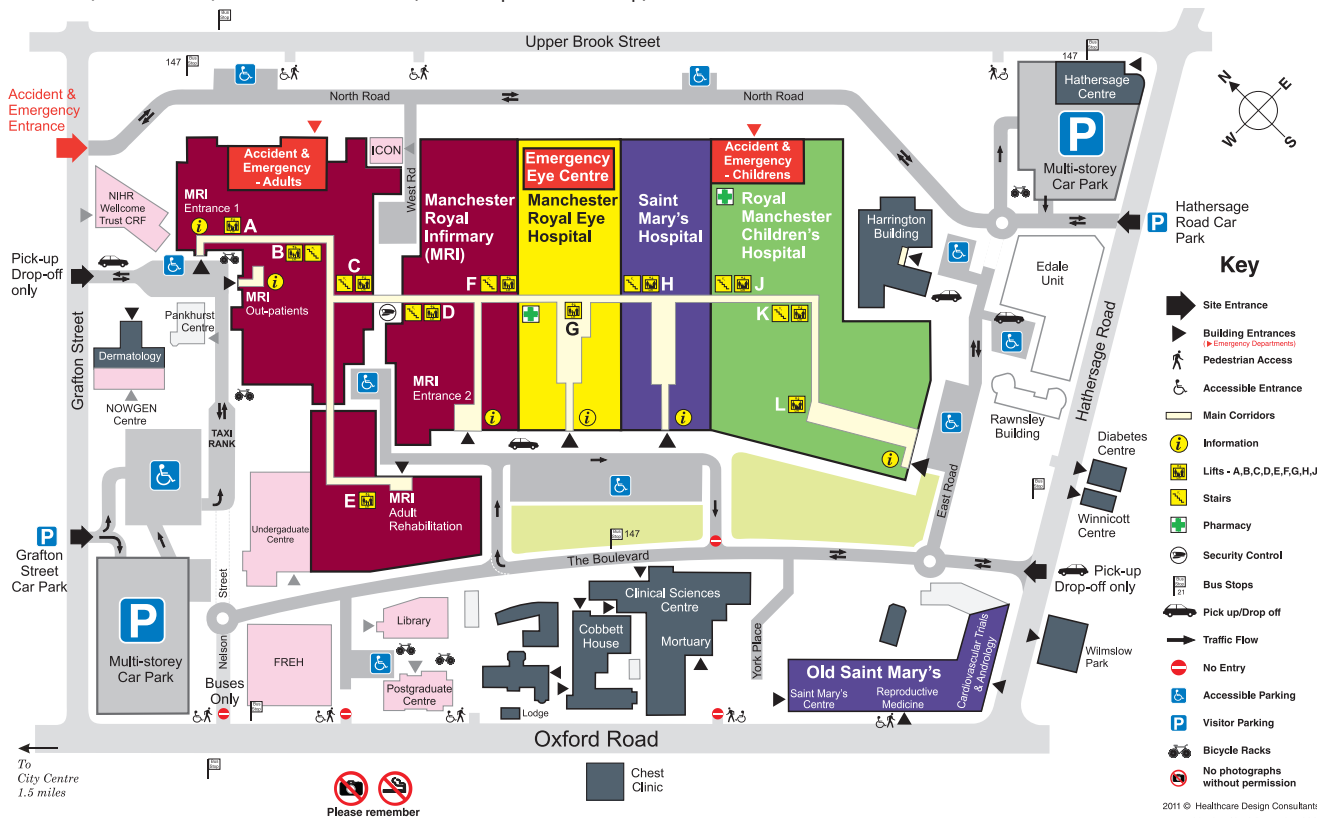 Upper Brook Street
147
147
Accident &
Emergency
Entrance
North Road
North Road
Hathersage
Centre
P
Multi-storey
Car Park
N
E
W
S
Accident &
Emergency
- Adults
ICON
West Rd
Emergency
Eye Centre
Accident &
Emergency
- Childrens
NIHR
Wellcome
Trust CRF
MRI
Entrance 1
A
B
C
Manchester
Royal
Infirmary
(MRI)
Manchester
Royal Eye
Hospital
Saint
Mary's
Hospital
Royal
Manchester
Children's
Hospital
Harrington
Building
P
Hathersage
Road Car
Park
Pick-up
Drop-off
only
MRI
Out-patients
F
D
G
H
J
K
L
Edale
Unit
Pankhurst
Centre
Dermatology
NOWGEN
Centre
Grafton Street
TAXI
RANK
MRI
Entrance 2
Rawnsley
Building
Hathersage Road
Diabetes
Centre
Winnicott
Centre
East Road
E
MRI
Adult
Rehabilitation
Undergaduate
Centre
P
Grafton
Street
Car Park
147
The Boulevard
Pick-up
Drop-off only
P
Multi-storey
Car Park
Nelson
Street
Buses
Only
FREH
Library
Postgraduate
Centre
Lodge
Cobbett
House
Clinical Sciences
Centre
Mortuary
York Place
Old Saint Mary's
Saint Mary's
Centre
Reproductive
Medicine
Cardiovascular Trials
& Andrology
Wilmslow
Park
Oxford Road
To
City Centre
1.5 miles
Chest
Clinic
Please remember
Key
Site Entrance
Building Entrances
( Emergency Departments)
Pedestrian Access
Accessible Entrance
Main Corridors
Information
Lifts - A,B,C,D,E,F,G,H,J
Stairs
Pharmacy
Security Control
Bus Stop
21
Bus Stops
Pick up/Drop off
Traffic Flow
No Entry
Accessible Parking
P
Visitor Parking
Bicycle Racks
No photographs
without permission
2011 © Healthcare Design Consultants